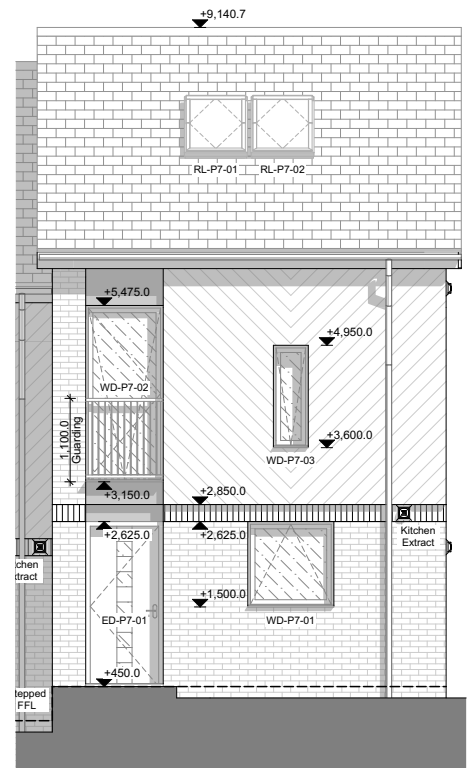 +9,140.7
RL-P7-01
RL-P7-02
+5,475.0
+4,950.0
WD-P7-02
1,100.0
Guarding
+3,600.0
WD-P7-03
+3,150.0
+2,850.0
+2,625.0
+2,625.0
Kitchen
Extract
tchen
xtract
+1,500.0
ED-P7-01
WD-P7-01
+450.0
tepped
FFL